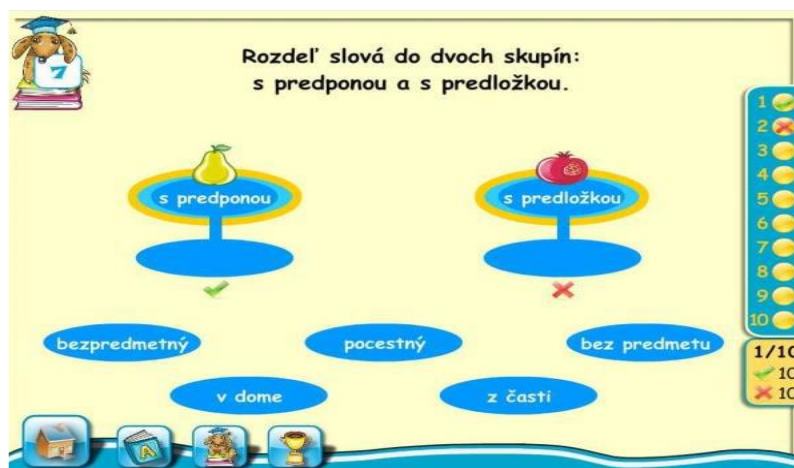 7
Rozdeľ slová do dvoch skupín:
s predponou a s predložkou.
s predponou
s predložkou
bezpredmetný
pocestný
bez predmetu
v dome
z časti
A
1
2
3
4
5
6
7
8
9
10
1/10
10
10